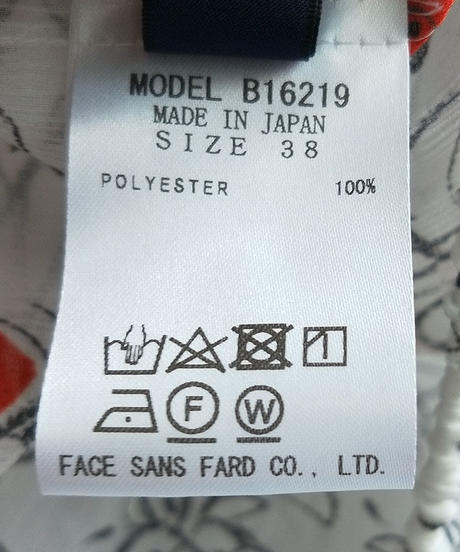 MODEL B16219
MADE IN JAPAN
SIZE 38
POLYESTER 100%
F W
FACE SANS FARD CO., LTD.